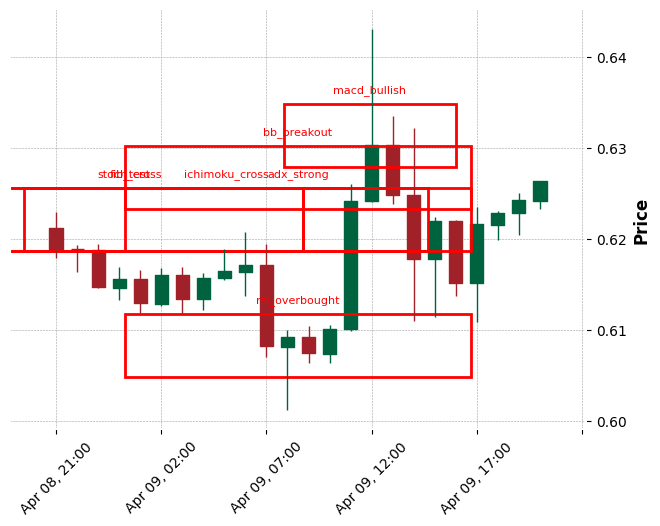 0.64
macd_bullish
0.63
bb_breakout
ichimoku_cross
adx_strong
0.62
Price
0.61
0.60
Apr 08, 21:00
Apr 09, 02:00
Apr 09, 07:00
Apr 09, 12:00
Apr 09, 17:00